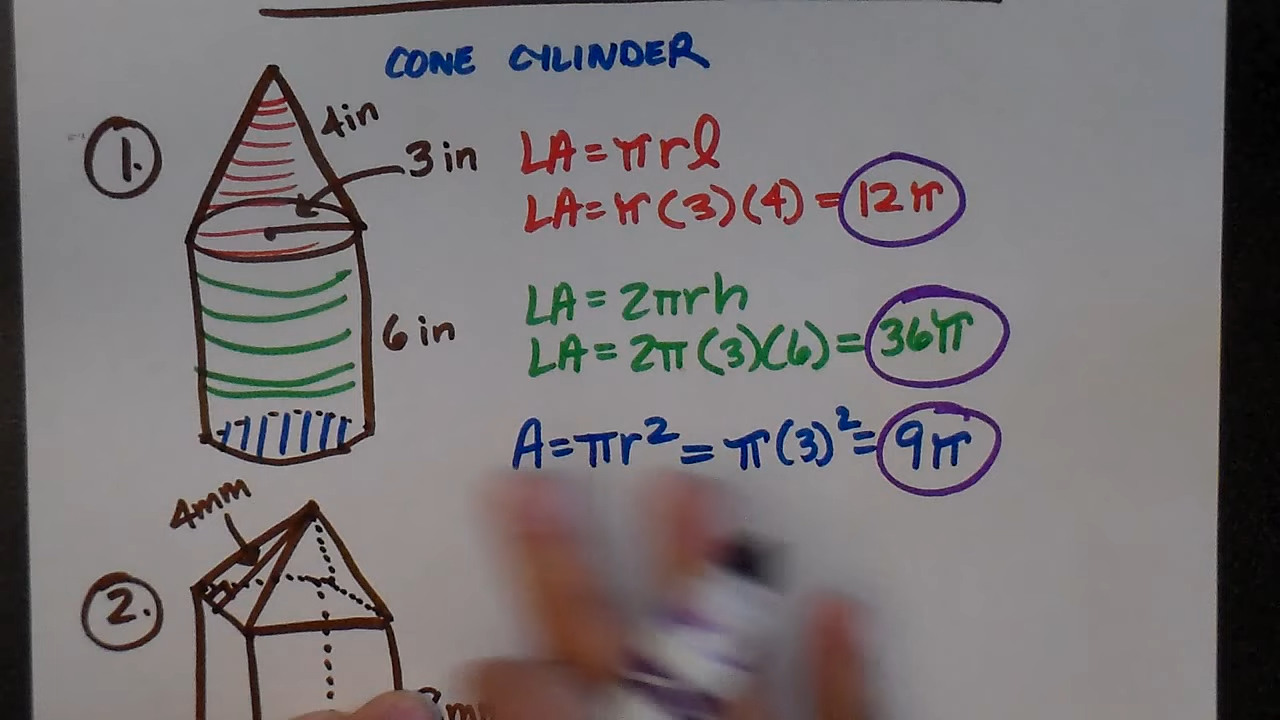 CONE CYLINDER
1.
4in
3 in
6 in
LA = πrl
LA = π(3)(4) = 12π
LA = 2πrh
LA = 2π(3)(6) = 36π
A = πr² = π(3)² = 9π
2.
4mm